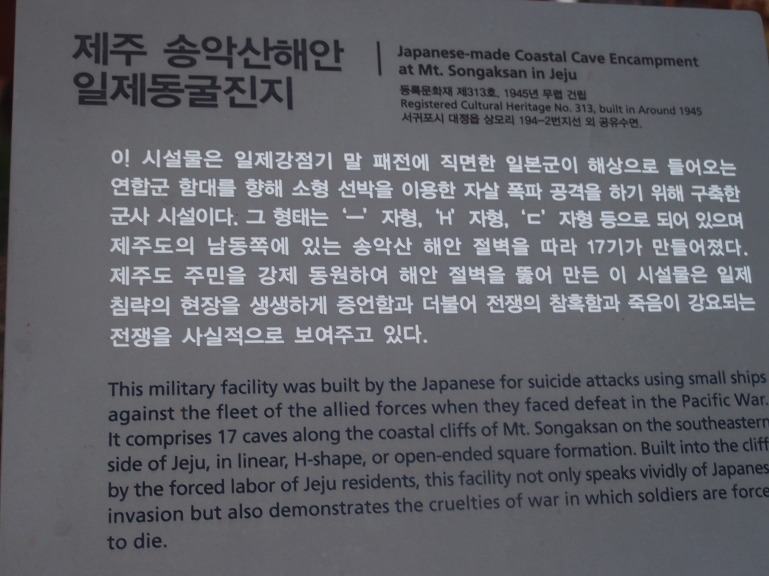 제주 송악산해안
일제동굴진지
Japanese-made Coastal Cave Encampment
at Mt. Songaksan in Jeju
등록문화재 제313호, 1945년 무렵 건립
Registered Cultural Heritage No. 313, built in Around 1945
서귀포시 대정읍 상모리 194-2번지선 외 공유수면.
이 시설물은 일제강점기 말 패전에 직면한 일본군이 해상으로 들어오는
연합군 함대를 향해 소형 선박을 이용한 자살 폭파 공격을 하기 위해 구축한
군사 시설이다. 그 형태는 ‘ㅡ’ 자형, ‘H’ 자형, ‘ㄷ’ 자형 등으로 되어 있으며
제주도의 남동쪽에 있는 송악산 해안 절벽을 따라 17기가 만들어졌다.
제주도 주민을 강제 동원하여 해안 절벽을 뚫어 만든 이 시설물은 일제
침략의 현장을 생생하게 증언함과 더불어 전쟁의 참혹함과 죽음이 강요되는
전쟁을 사실적으로 보여주고 있다.
This military facility was built by the Japanese for suicide attacks using small ships
against the fleet of the allied forces when they faced defeat in the Pacific War.
It comprises 17 caves along the coastal cliffs of Mt. Songaksan on the southeastern
side of Jeju, in linear, H-shape, or open-ended square formation. Built into the cliff
by the forced labor of Jeju residents, this facility not only speaks vividly of Japanes
invasion but also demonstrates the cruelties of war in which soldiers are force
to die.